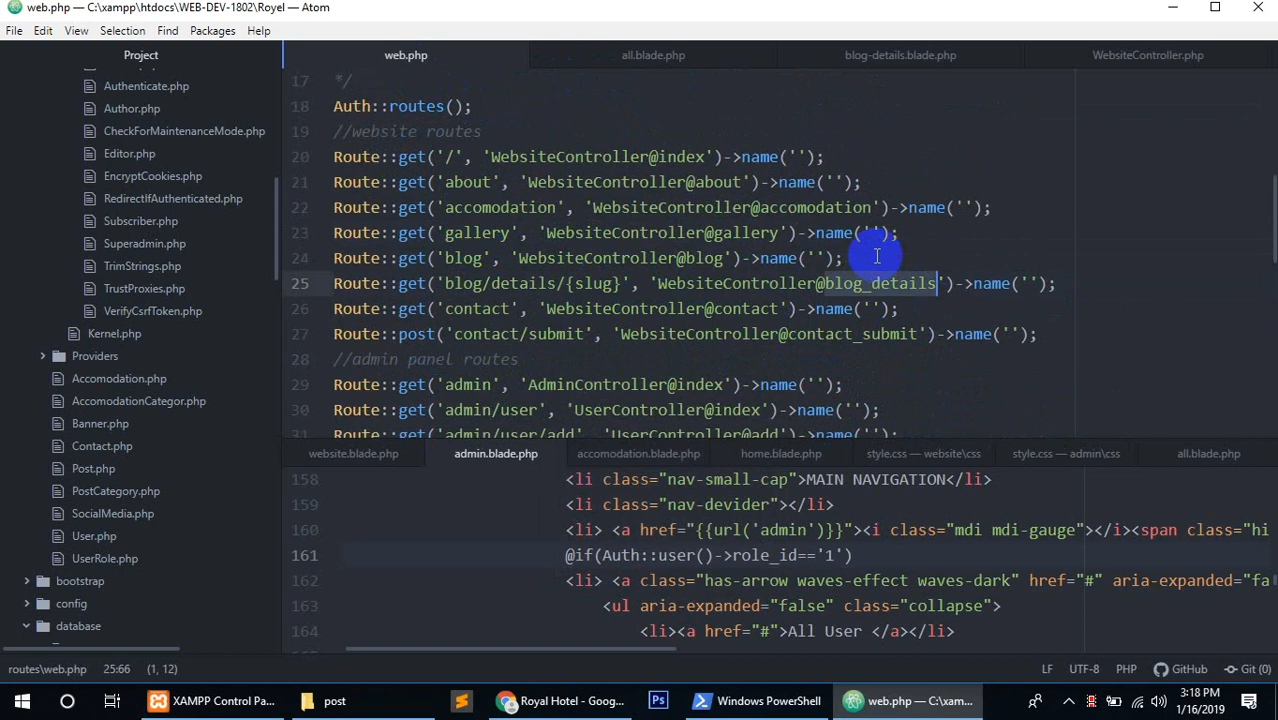 web.php — C:\xampp\htdocs\WEB-DEV-1802\Royel — Atom
File Edit View Selection Find Packages Help
Project
web.php all.blade.php blog-details.blade.php WebsiteController.php
Authenticate.php
Author.php
CheckForMaintenanceMode.php
Editor.php
EncryptCookies.php
RedirectIfAuthenticated.php
Subscriber.php
Superadmin.php
TrimStrings.php
TrustProxies.php
VerifyCsrfToken.php
Kernel.php
Providers
Accomodation.php
AccomodationCategor.php
Banner.php
Contact.php
Post.php
PostCategory.php
SocialMedia.php
User.php
UserRole.php
bootstrap
config
database
17 */
18 Auth::routes();
19 //website routes
20 Route::get('/', 'WebsiteController@index')->name('');
21 Route::get('about', 'WebsiteController@about')->name('');
22 Route::get('accomodation', 'WebsiteController@accomodation')->name('');
23 Route::get('gallery', 'WebsiteController@gallery')->name('');
24 Route::get('blog', 'WebsiteController@blog')->name('');
25 Route::get('blog/details/{slug}', 'WebsiteController@blog_details')->name('');
26 Route::get('contact', 'WebsiteController@contact')->name('');
27 Route::post('contact/submit', 'WebsiteController@contact_submit')->name('');
28 //admin panel routes
29 Route::get('admin', 'AdminController@index')->name('');
30 Route::get('admin/user', 'UserController@index')->name('');
31 Route::get('admin/user/add', 'UserController@add')->name('');
website.blade.php admin.blade.php accomodation.blade.php home.blade.php style.css — website\css style.css — admin\css all.blade.php
158 <li class="nav-small-cap">MAIN NAVIGATION</li>
159 <li class="nav-devider"></li>
160 <li> <a href="{{url('admin')}}"><i class="mdi mdi-gauge"></i><span class="hi
161 @if(Auth::user()->role_id=='1')
162 <li> <a class="has-arrow waves-effect waves-dark" href="#" aria-expanded="fa
163 <ul aria-expanded="false" class="collapse">
164 <li><a href="#">All User </a></li>
routes\web.php 25:66 (1, 12) LF UTF-8 PHP GitHub Git (0)
XAMPP Control Pa... post Royal Hotel - Goog... Ps Windows PowerShell web.php — C:\xam...
3:18 PM
1/16/2019